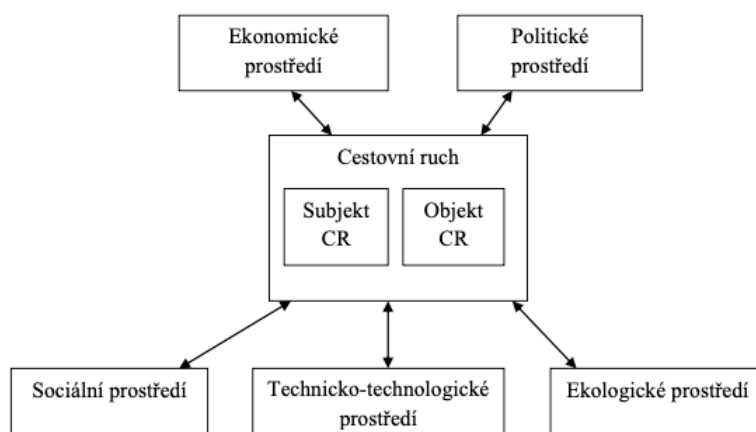 Ekonomické
prostředí
Politické
prostředí
Cestovní ruch
Subjekt
CR
Objekt
CR
Sociální prostředí
Technicko-technologické
prostředí
Ekologické prostředí